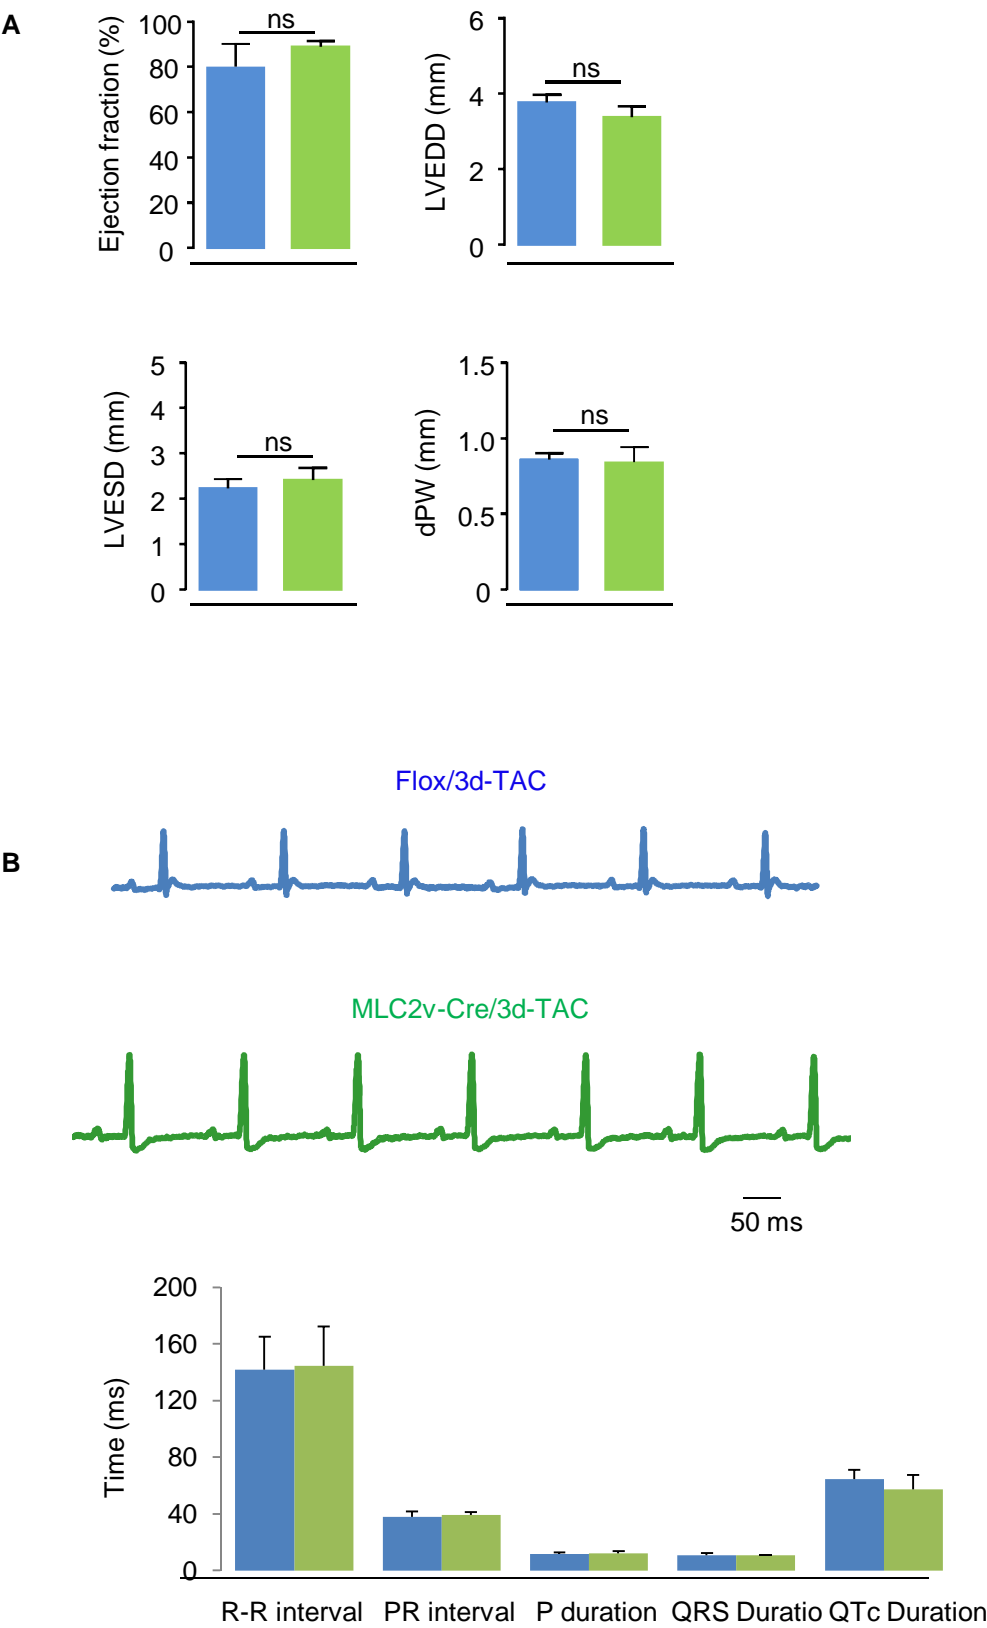 A
Ejection fraction (%)
100
80
60
40
20
0
ns
LVEDD (mm)
6
4
2
0
ns
LVESD (mm)
5
4
3
2
1
0
ns
dPW (mm)
1.5
1.0
0.5
0
ns
Flox/3d-TAC
B
MLC2v-Cre/3d-TAC
50 ms
Time (ms)
200
160
120
80
40
0
R-R interval PR interval P duration QRS Duratio QTc Duration